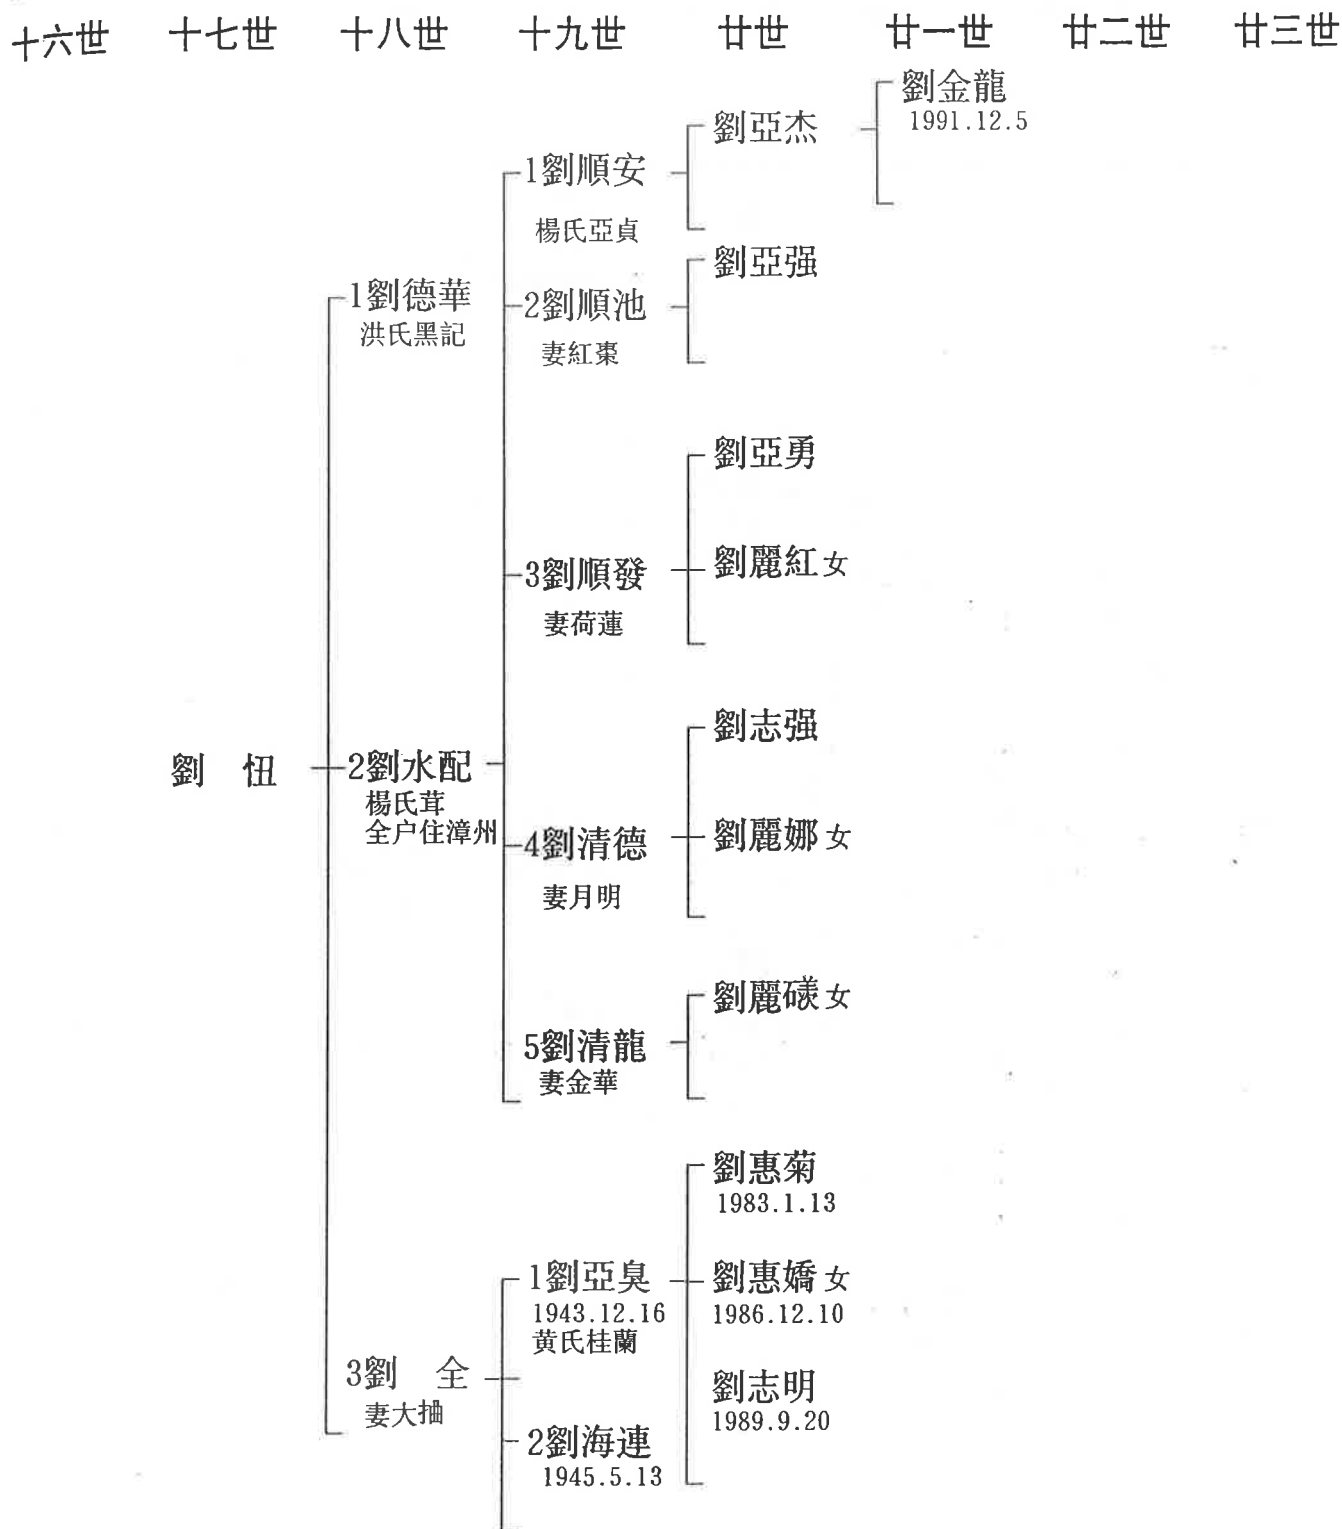 十六世 十七世 十八世 十九世 廿世 廿一世 廿二世 廿三世
劉金龍
1991.12.5
劉亞杰
1劉順安
楊氏亞貞
劉亞强
1劉德華
洪氏黑記
2劉順池
妻紅棗
劉亞勇
劉麗紅 女
3劉順發
妻荷蓮
劉志强
劉 忸
2劉水配
楊氏茸
全户住漳州
劉麗娜 女
4劉清德
妻月明
劉麗 女
5劉清龍
妻金華
劉惠菊
1983.1.13
1劉亞臭
1943.12.16
黄氏桂蘭
劉惠嬌 女
1986.12.10
3劉 全
妻大抽
劉志明
1989.9.20
2劉海連
1945.5.13